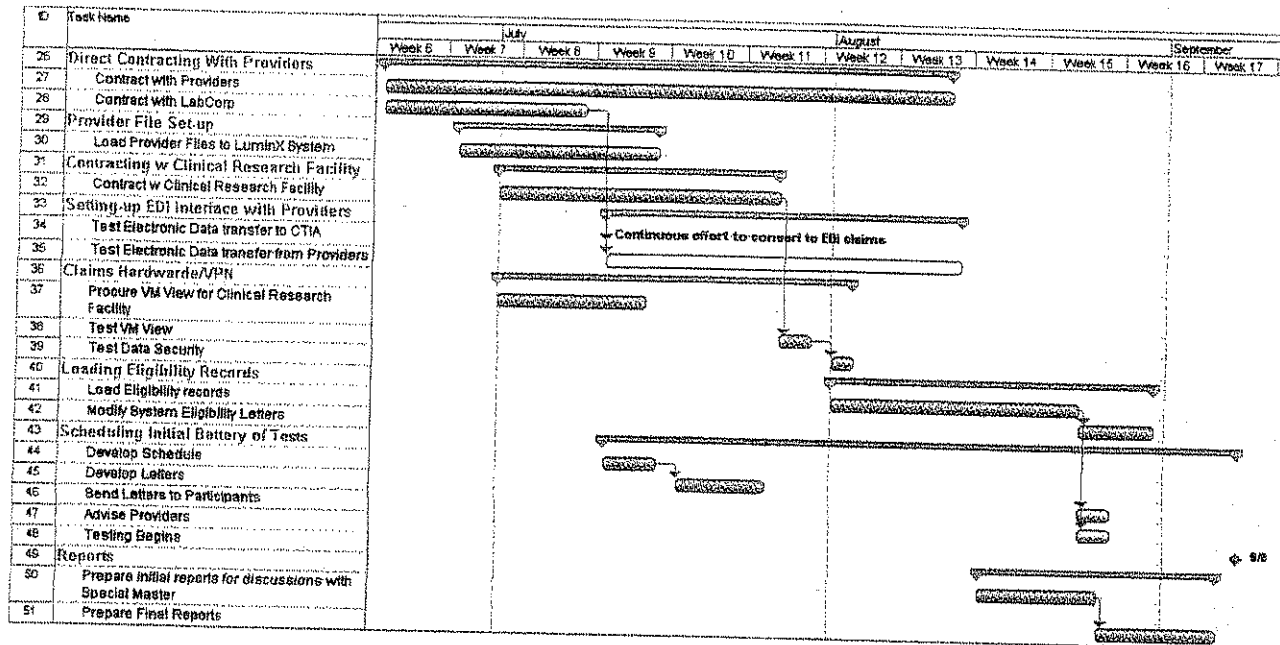 ID Task Name
July August September
Week 6 Week 7 Week 8 Week 9 Week 10 Week 11 Week 12 Week 13 Week 14 Week 15 Week 16 Week 17
26 Direct Contracting With Providers
27 Contract with Providers
28 Contract with LabCorp
29 Provider File Set-up
30 Load Provider Files to LuminX System
31 Contracting w Clinical Research Facility
32 Contract w Clinical Research Facility
33 Setting-up EDI Interface with Providers
34 Test Electronic Data transfer to CTIA
Continuous effort to convert to EDI claims
35 Test Electronic Data transfer from Providers
36 Claims Hardwarde/VPN
37 Procure VM View for Clinical Research
Facility
38 Test VM View
39 Test Data Security
40 Loading Eligibility Records
41 Load Eligibility records
42 Modify System Eligibility Letters
43 Scheduling Initial Battery of Tests
44 Develop Schedule
45 Develop Letters
46 Send Letters to Participants
47 Advise Providers
48 Testing Begins
49 Reports
50 Prepare initial reports for discussions with
Special Master
51 Prepare Final Reports